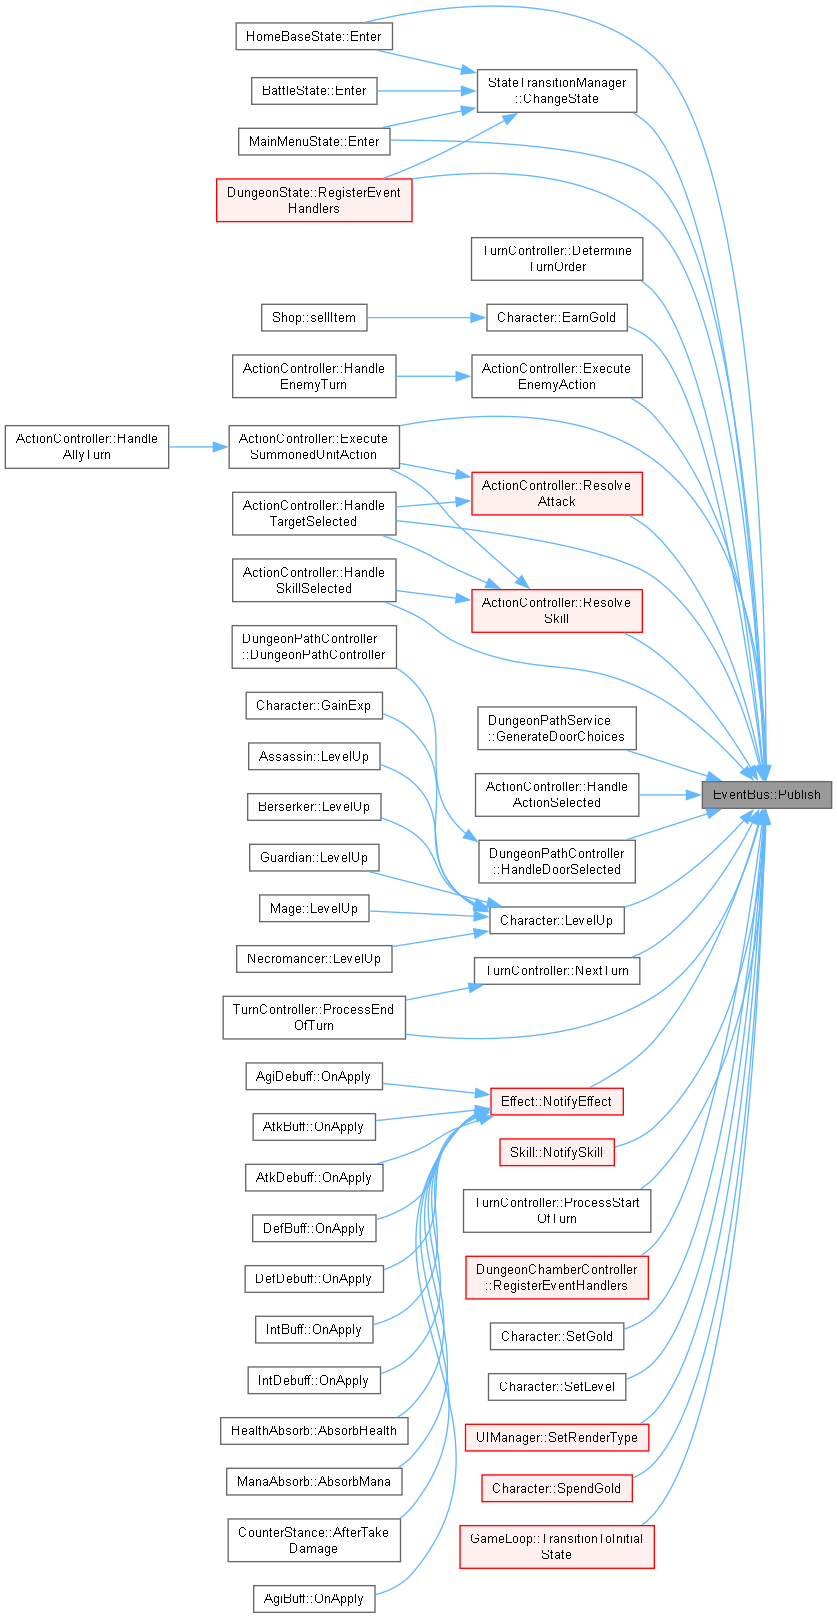 HomeBaseState::Enter
StateTransitionManager
::ChangeState
BattleState::Enter
MainMenuState::Enter
DungeonState::RegisterEvent
Handlers
TurnController::Determine
TurnOrder
Shop::sellItem
Character::EarnGold
ActionController::Handle
EnemyTurn
ActionController::Execute
EnemyAction
ActionController::Handle
AllyTurn
ActionController::Execute
SummonedUnitAction
ActionController::Resolve
Attack
ActionController::Handle
TargetSelected
ActionController::Handle
SkillSelected
ActionController::Resolve
Skill
DungeonPathController
::DungeonPathController
Character::GainExp
DungeonPathService
::GenerateDoorChoices
Assassin::LevelUp
ActionController::Handle
ActionSelected
EventBus::Publish
Berserker::LevelUp
Guardian::LevelUp
DungeonPathController
::HandleDoorSelected
Mage::LevelUp
Character::LevelUp
Necromancer::LevelUp
TurnController::NextTurn
TurnController::ProcessEnd
OfTurn
AgiDebuff::OnApply
Effect::NotifyEffect
AtkBuff::OnApply
Skill::NotifySkill
AtkDebuff::OnApply
TurnController::ProcessStart
OfTurn
DefBuff::OnApply
DefDebuff::OnApply
DungeonChamberController
::RegisterEventHandlers
IntBuff::OnApply
Character::SetGold
IntDebuff::OnApply
Character::SetLevel
HealthAbsorb::AbsorbHealth
UIManager::SetRenderType
ManaAbsorb::AbsorbMana
Character::SpendGold
CounterStance::AfterTake
Damage
GameLoop::TransitionToInitial
State
AgiBuff::OnApply